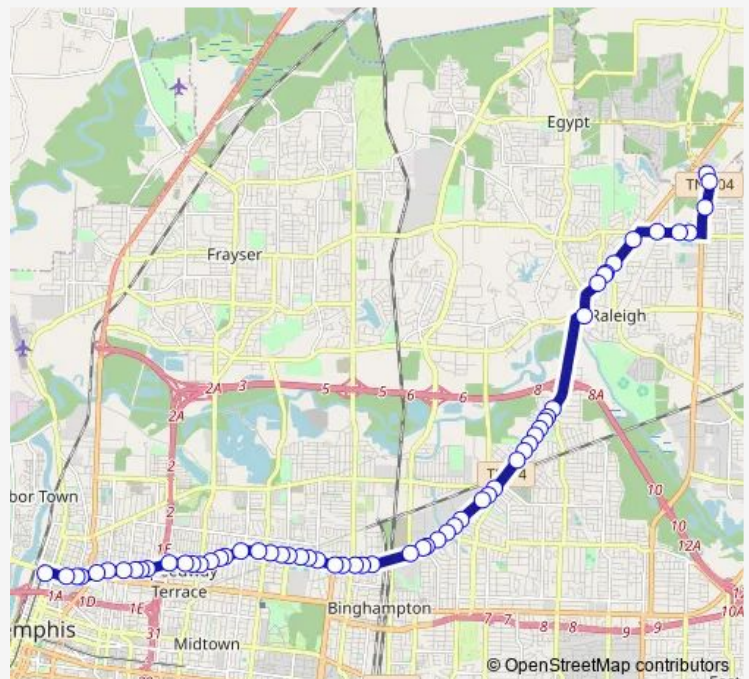 Egypt
TN 04
Frayser
Raleigh
2A
3
5
5
6
6
8
8A
2A
2
10
TN 4
bor Town
2
10
12A
1E
Terrace
1A
1D
1E
Binghampton
31
7
7
8
8
9
9
10A
mphis
Midtown
© OpenStreetMap contributors